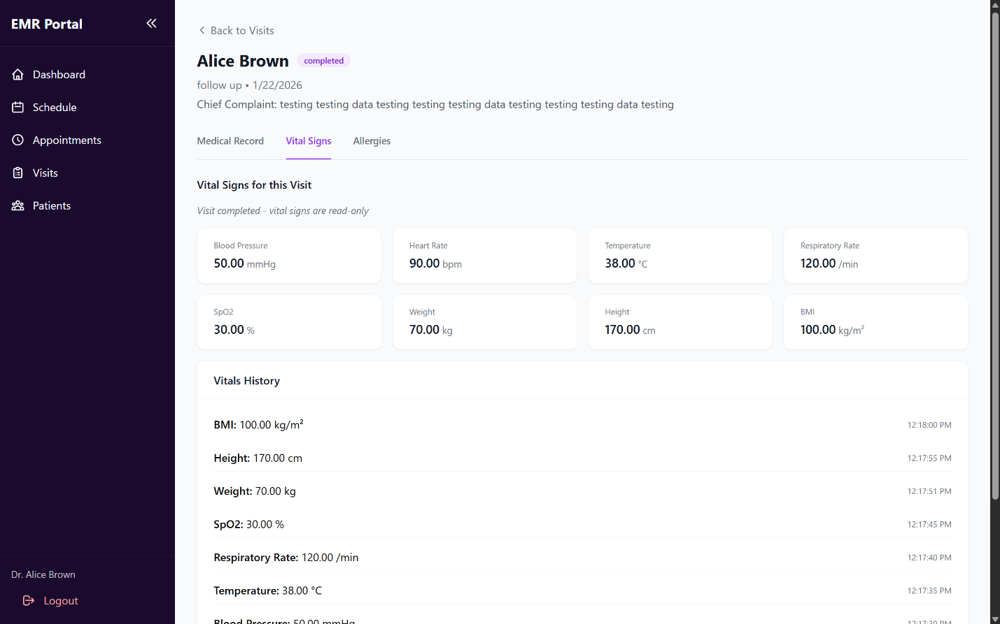 EMR Portal
Dashboard
Schedule
Appointments
Visits
Patients
Dr. Alice Brown
Logout
Back to Visits
Alice Brown completed
follow up • 1/22/2026
Chief Complaint: testing testing data testing testing testing data testing testing testing data testing
Medical Record Vital Signs Allergies
Vital Signs for this Visit
Visit completed - vital signs are read-only
Blood Pressure
50.00 mmHg
Heart Rate
90.00 bpm
Temperature
38.00 °C
Respiratory Rate
120.00 /min
SpO2
30.00 %
Weight
70.00 kg
Height
170.00 cm
BMI
100.00 kg/m²
Vitals History
BMI: 100.00 kg/m² 12:18:00 PM
Height: 170.00 cm 12:17:55 PM
Weight: 70.00 kg 12:17:51 PM
SpO2: 30.00 % 12:17:45 PM
Respiratory Rate: 120.00 /min 12:17:40 PM
Temperature: 38.00 °C 12:17:35 PM
Blood Pressure: 50.00 mmHg 12:17:30 PM